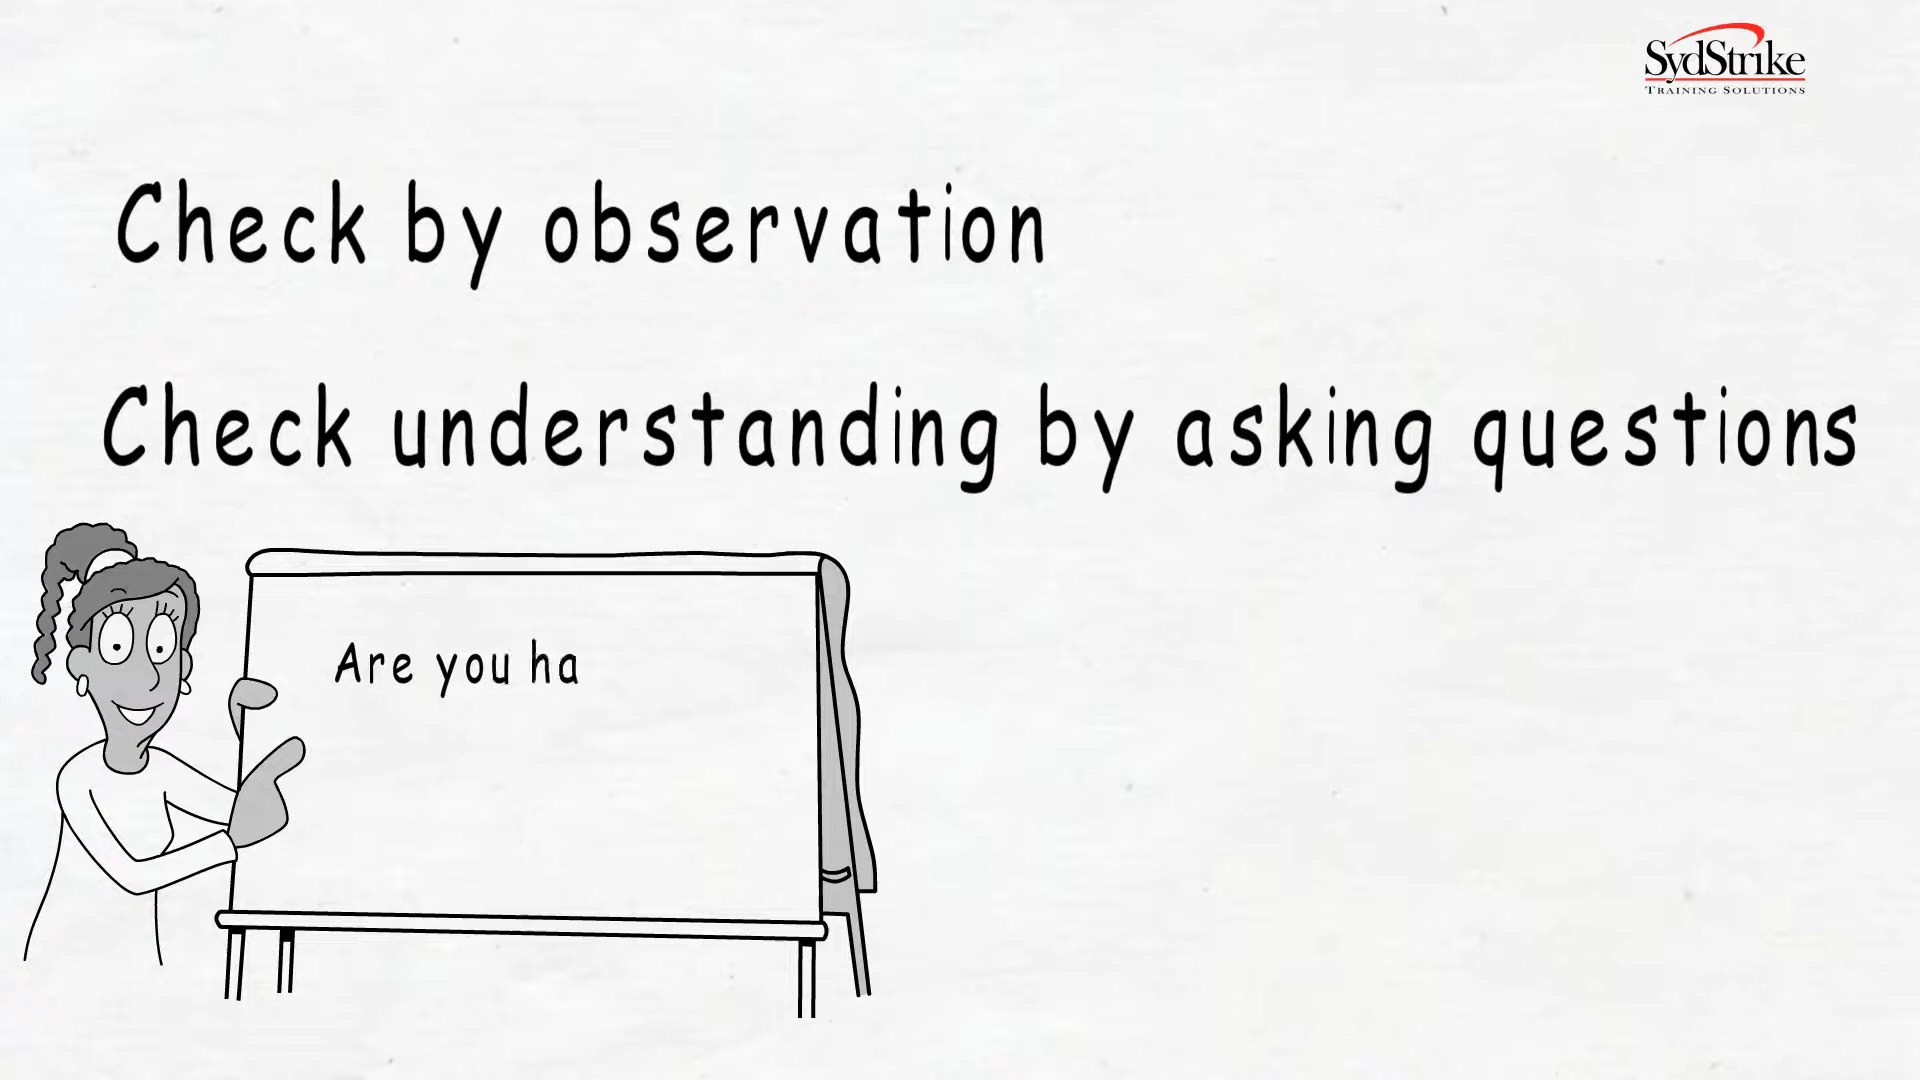 SydStrike
TRAINING SOLUTIONS
Check by observation
Check understanding by asking questions
Are you ha